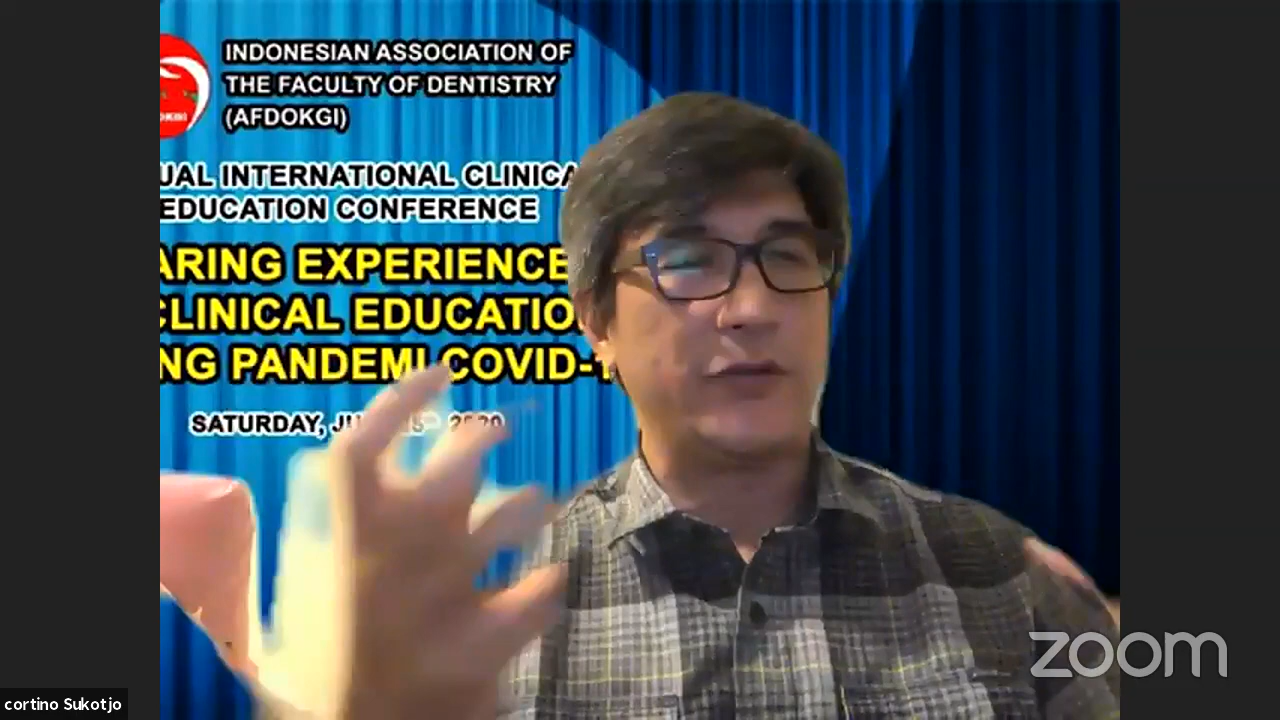 INDONESIAN ASSOCIATION OF
THE FACULTY OF DENTISTRY
(AFDOKGI)
UAL INTERNATIONAL CLINICA
EDUCATION CONFERENCE
ARING EXPERIENCE
CLINICAL EDUCATIO
NG PANDEMI COVID-1
SATURDAY,
zoom
cortino Sukotjo